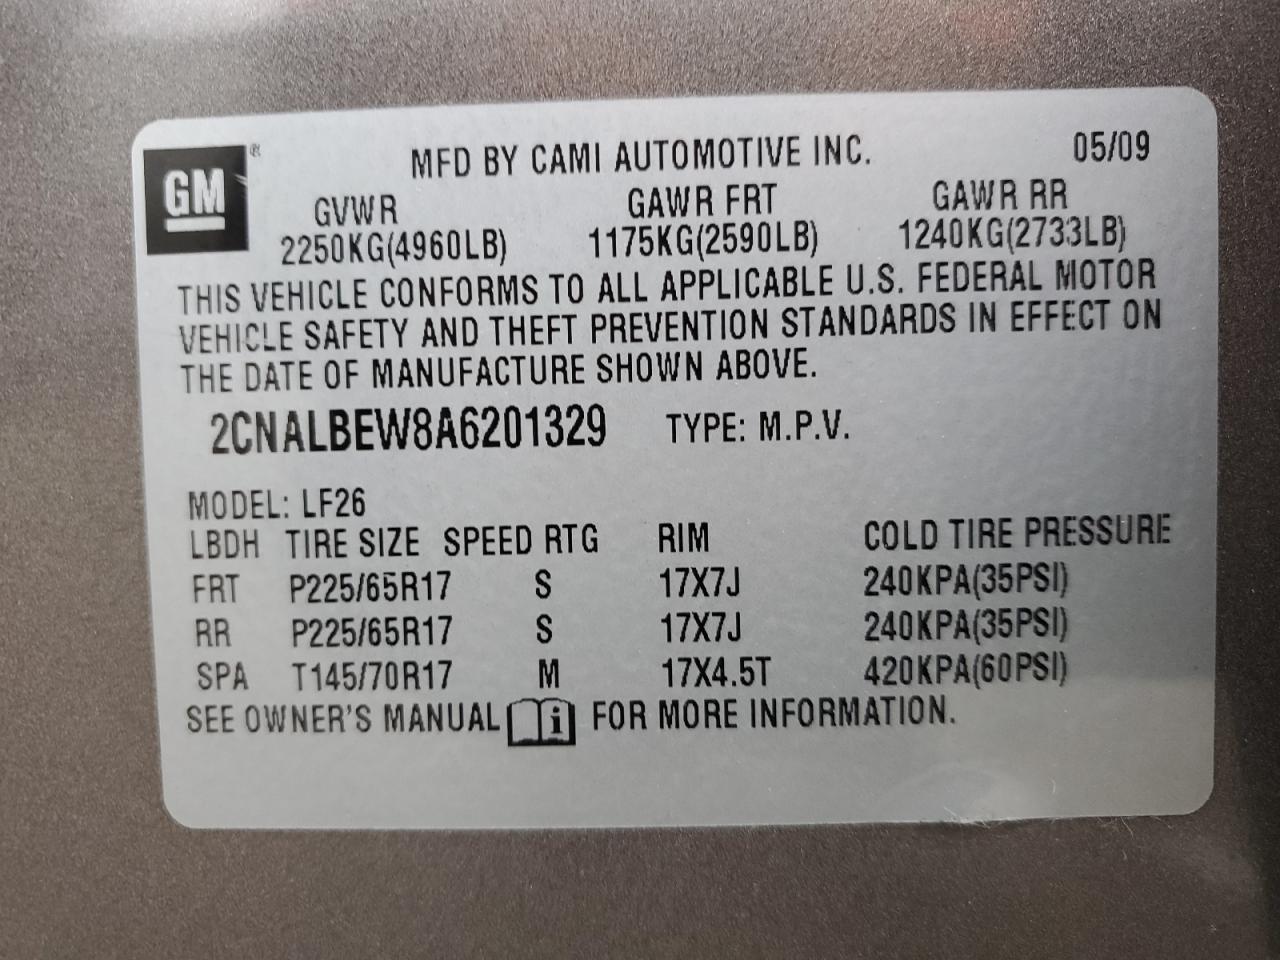 GM ®
MFD BY CAMI AUTOMOTIVE INC. 05/09
GVWR GAWR FRT GAWR RR
2250KG(4960LB) 1175KG(2590LB) 1240KG(2733LB)
THIS VEHICLE CONFORMS TO ALL APPLICABLE U.S. FEDERAL MOTOR
VEHICLE SAFETY AND THEFT PREVENTION STANDARDS IN EFFECT ON
THE DATE OF MANUFACTURE SHOWN ABOVE.
2CNALBEW8A6201329 TYPE: M.P.V.
MODEL: LF26
LBDH TIRE SIZE SPEED RTG RIM COLD TIRE PRESSURE
FRT P225/65R17 S 17X7J 240KPA(35PSI)
RR P225/65R17 S 17X7J 240KPA(35PSI)
SPA T145/70R17 M 17X4.5T 420KPA(60PSI)
SEE OWNER'S MANUAL i FOR MORE INFORMATION.